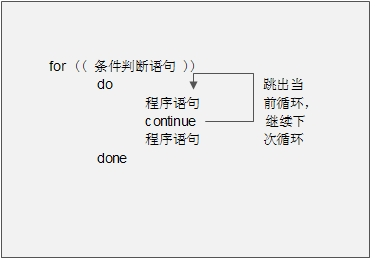 for (( 条件判断语句 ))
do
程序语句
continue
程序语句
done
跳出当
前循环，
继续下
次循环